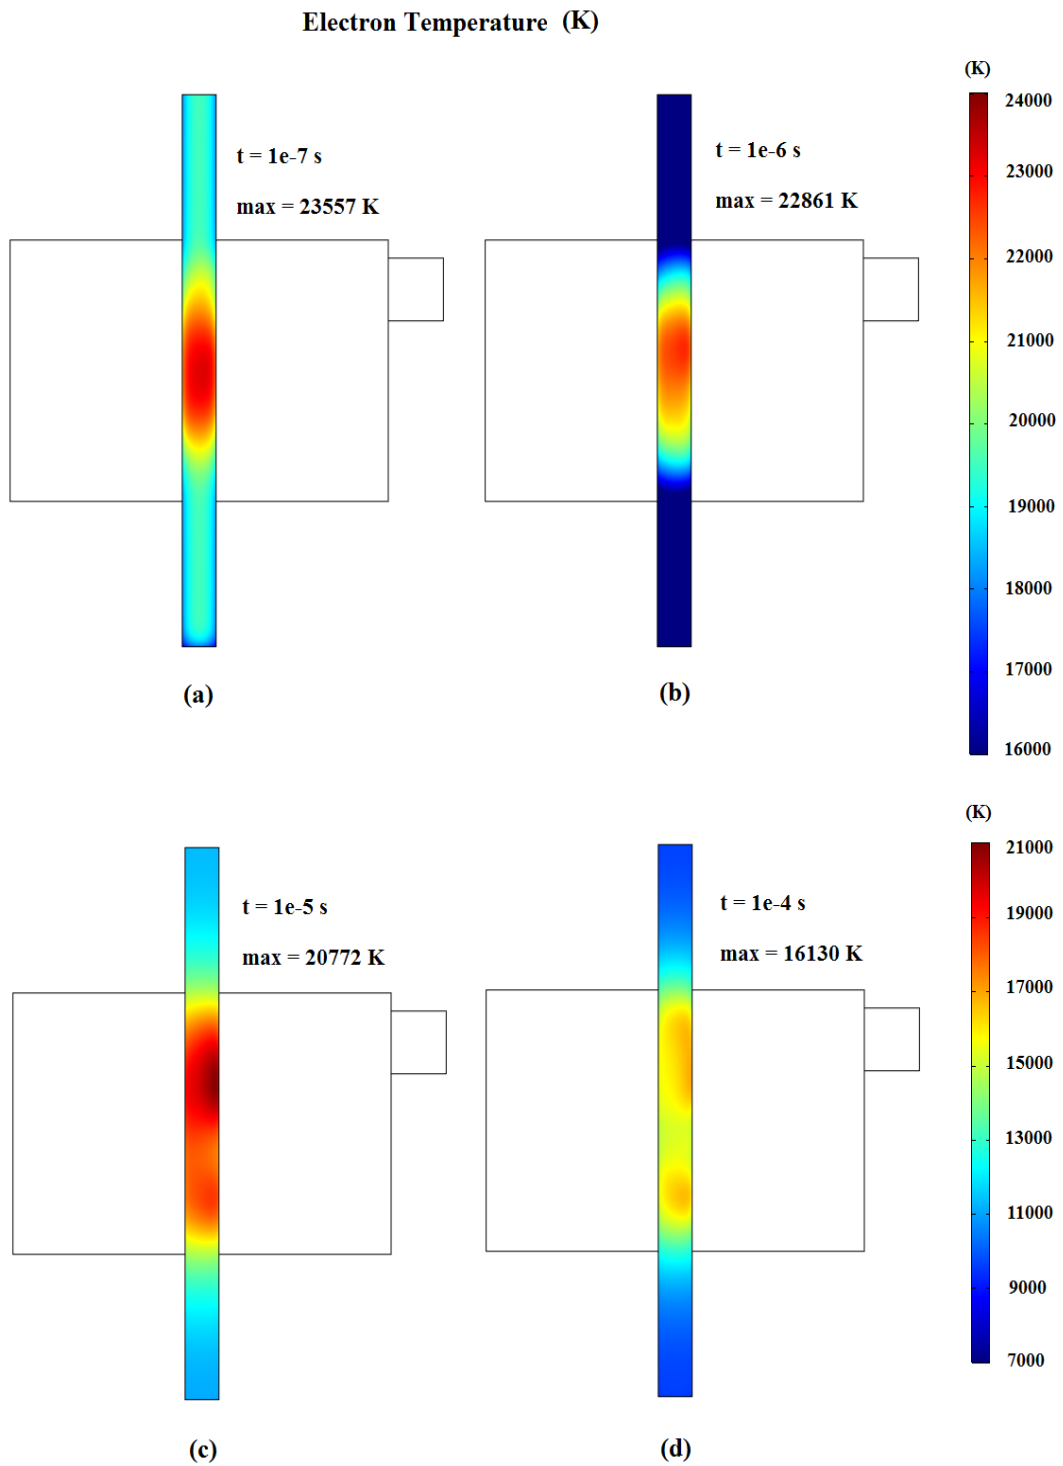 Electron Temperature (K)
(K)
24000
23000
22000
21000
20000
19000
18000
17000
16000
t = 1e-7 s
max = 23557 K
(a)
t = 1e-6 s
max = 22861 K
(b)
(K)
21000
19000
17000
15000
13000
11000
9000
7000
t = 1e-5 s
max = 20772 K
(c)
t = 1e-4 s
max = 16130 K
(d)